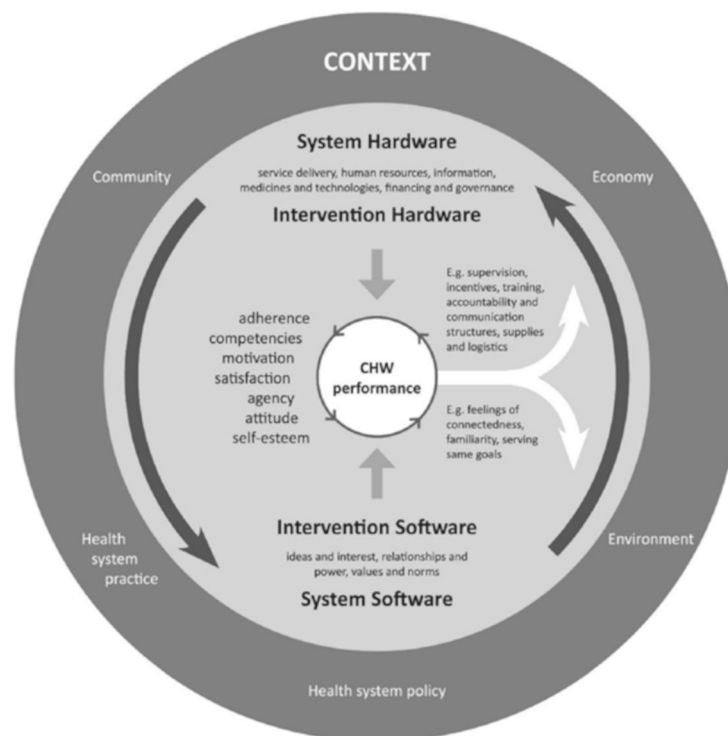 CONTEXT
Community
Economy
System Hardware
service delivery, human resources, information,
medicines and technologies, financing and governance
Intervention Hardware
E.g. supervision,
incentives, training,
accountability and
communication
structures, supplies
and logistics
adherence
competencies
motivation
satisfaction
agency
attitude
self-esteem
CHW
performance
E.g. feelings of
connectedness,
familiarity, serving
same goals
Intervention Software
ideas and interest, relationships and
power, values and norms
System Software
Health
system
practice
Environment
Health system policy